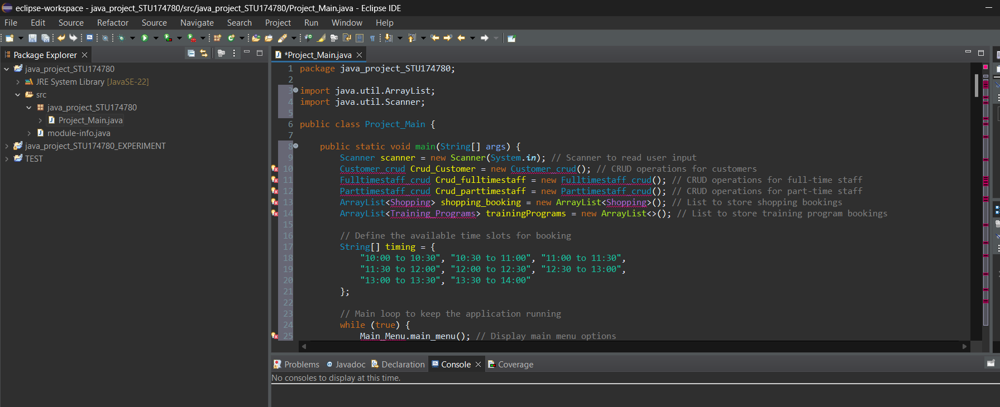 eclipse-workspace - java_project_STU174780/src/java_project_STU174780/Project_Main.java - Eclipse IDE
File Edit Source Refactor Source Navigate Search Project Run Window Help
Package Explorer
java_project_STU174780
JRE System Library [JavaSE-22]
src
java_project_STU174780
Project_Main.java
module-info.java
java_project_STU174780_EXPERIMENT
TEST
*Project_Main.java
1 package java_project_STU174780;
2
3 import java.util.ArrayList;
4 import java.util.Scanner;
5
6 public class Project_Main {
7
8 public static void main(String[] args) {
9 Scanner scanner = new Scanner(System.in); // Scanner to read user input
10 Customer_crud Crud_Customer = new Customer_crud(); // CRUD operations for customers
11 Fulltimestaff_crud Crud_fulltimestaff = new Fulltimestaff_crud(); // CRUD operations for full-time staff
12 Parttimestaff_crud Crud_parttimestaff = new Parttimestaff_crud(); // CRUD operations for part-time staff
13 ArrayList<Shopping> shopping_booking = new ArrayList<Shopping>(); // List to store shopping bookings
14 ArrayList<Training_Programs> trainingPrograms = new ArrayList<>(); // List to store training program bookings
15
16 // Define the available time slots for booking
17 String[] timing = {
18 "10:00 to 10:30", "10:30 to 11:00", "11:00 to 11:30",
19 "11:30 to 12:00", "12:00 to 12:30", "12:30 to 13:00",
20 "13:00 to 13:30", "13:30 to 14:00"
21 };
22
23 // Main loop to keep the application running
24 while (true) {
25 Main_Menu.main_menu(); // Display main menu options
Problems Javadoc Declaration Console Coverage
No consoles to display at this time.